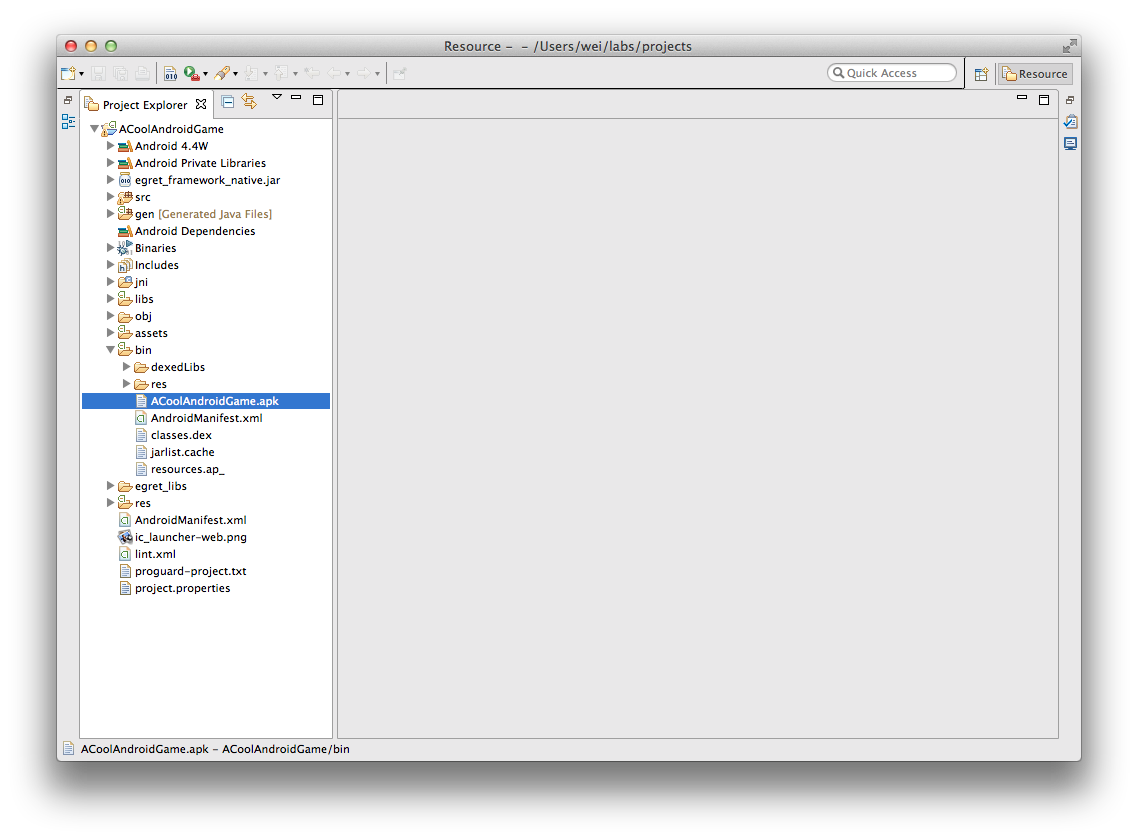 Resource – – /Users/wei/labs/projects
Quick Access
Resource
Project Explorer
ACoolAndroidGame
Android 4.4W
Android Private Libraries
egret_framework_native.jar
src
gen [Generated Java Files]
Android Dependencies
Binaries
Includes
jni
libs
obj
assets
bin
dexedLibs
res
ACoolAndroidGame.apk
AndroidManifest.xml
classes.dex
jarlist.cache
resources.ap_
egret_libs
res
AndroidManifest.xml
ic_launcher-web.png
lint.xml
proguard-project.txt
project.properties
ACoolAndroidGame.apk – ACoolAndroidGame/bin